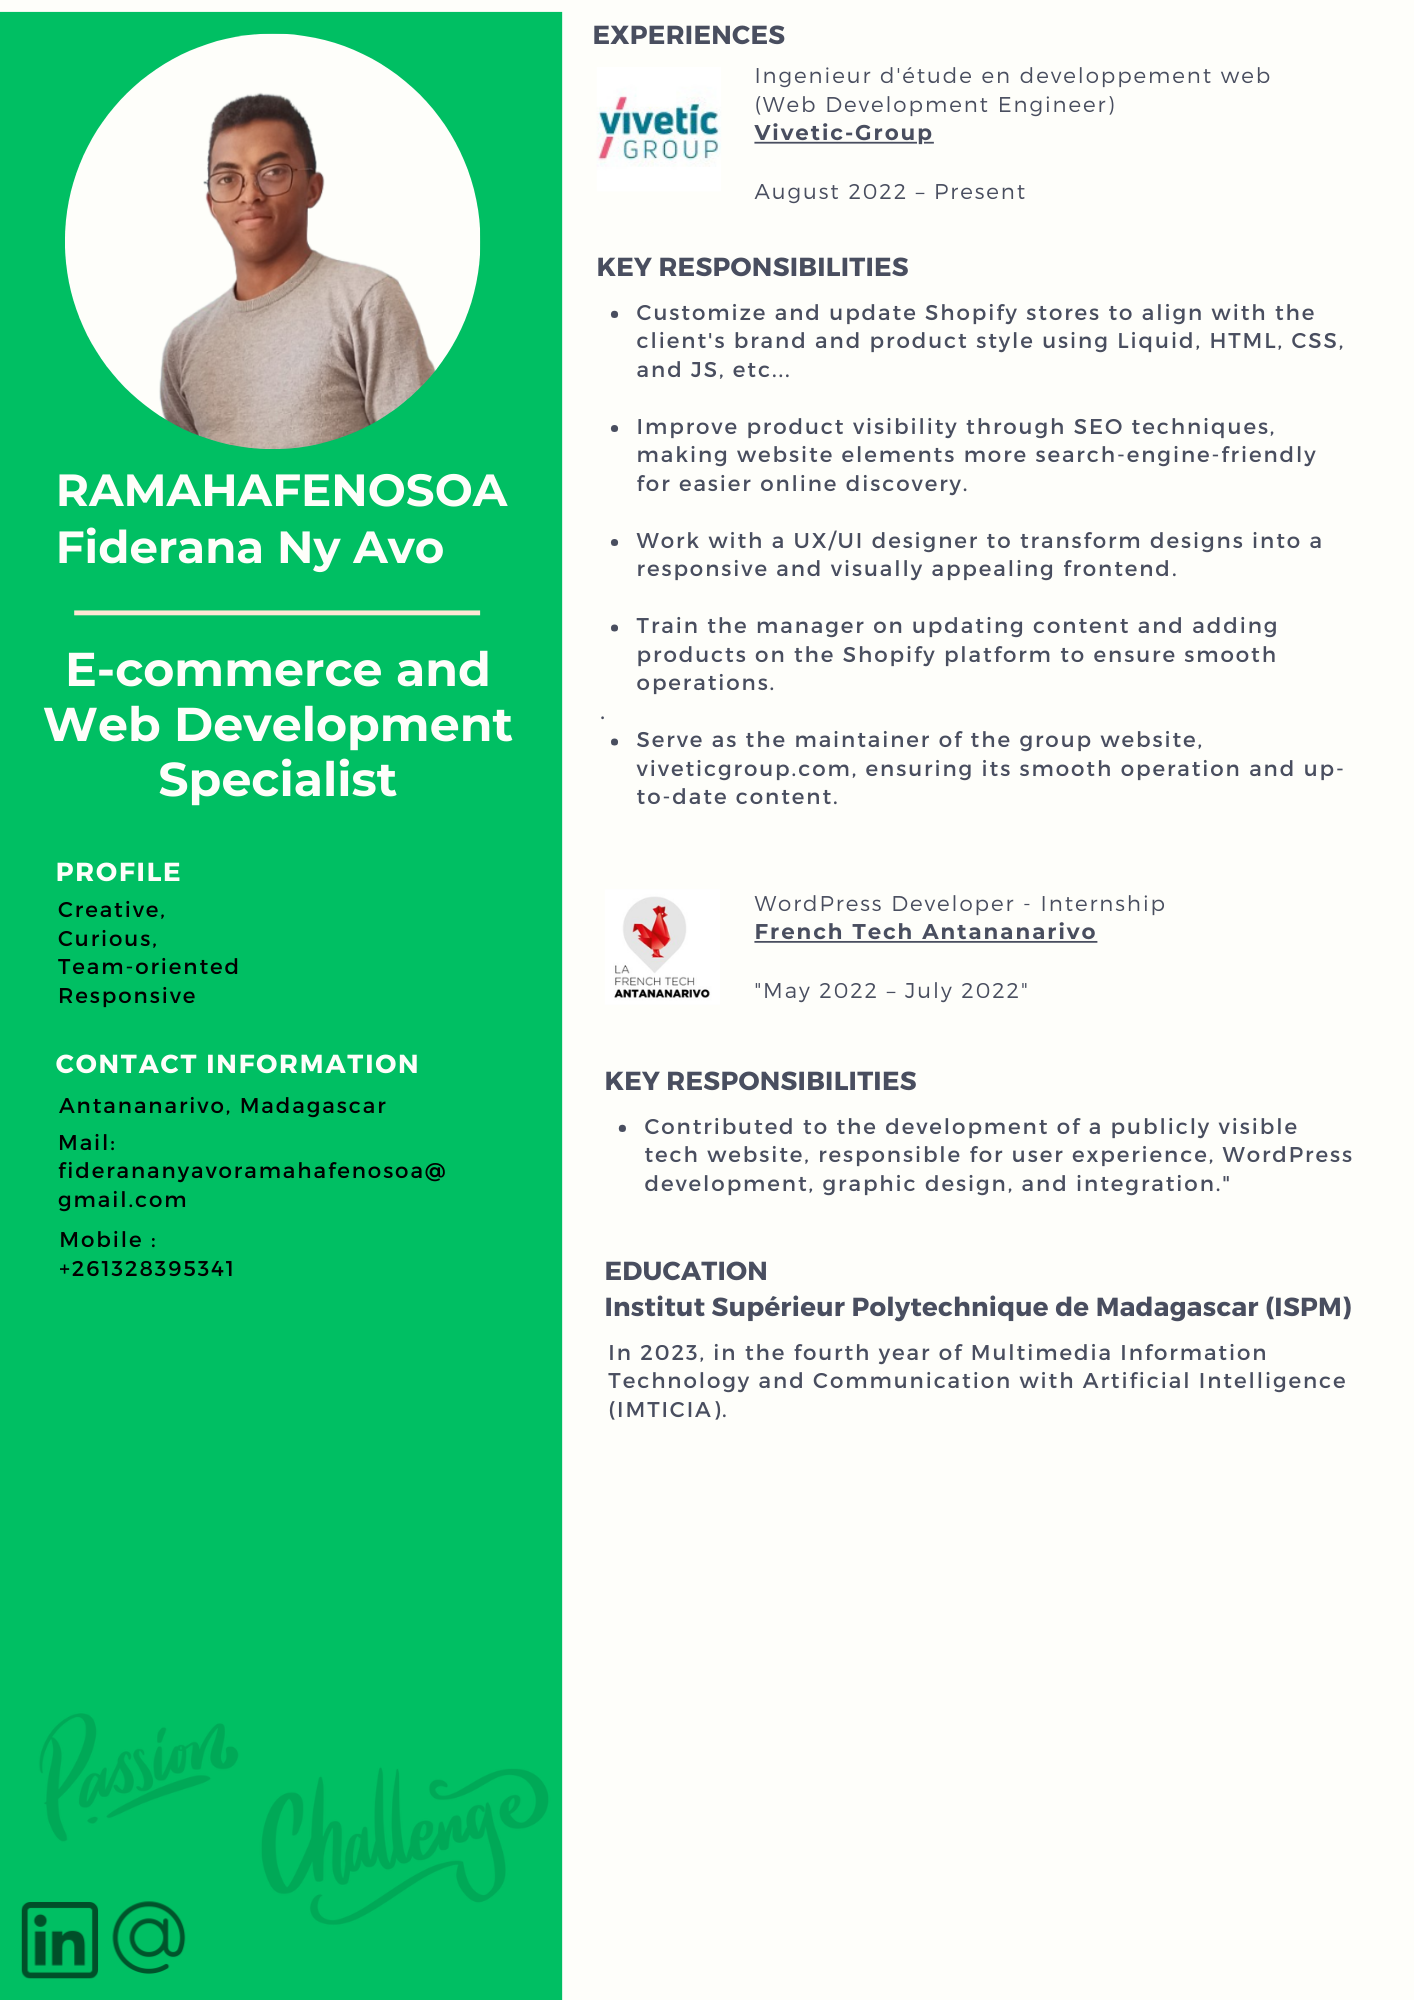 RAMAHAFENOSOA
Fiderana Ny Avo
E-commerce and
Web Development
Specialist
PROFILE
Creative,
Curious,
Team-oriented
Responsive
CONTACT INFORMATION
Antananarivo, Madagascar
Mail:
fiderananyavoramahafenosoa@
gmail.com
Mobile :
+261328395341
Passion
Challenge
in @
EXPERIENCES
vivetic
GROUP
Ingenieur d'étude en developpement web
(Web Development Engineer)
Vivetic-Group
August 2022 – Present
KEY RESPONSIBILITIES
• Customize and update Shopify stores to align with the
client's brand and product style using Liquid, HTML, CSS,
and JS, etc...
• Improve product visibility through SEO techniques,
making website elements more search-engine-friendly
for easier online discovery.
• Work with a UX/UI designer to transform designs into a
responsive and visually appealing frontend.
• Train the manager on updating content and adding
products on the Shopify platform to ensure smooth
operations.
.
• Serve as the maintainer of the group website,
viveticgroup.com, ensuring its smooth operation and up-
to-date content.
LA
FRENCH TECH
ANTANANARIVO
WordPress Developer - Internship
French Tech Antananarivo
"May 2022 – July 2022"
KEY RESPONSIBILITIES
• Contributed to the development of a publicly visible
tech website, responsible for user experience, WordPress
development, graphic design, and integration."
EDUCATION
Institut Supérieur Polytechnique de Madagascar (ISPM)
In 2023, in the fourth year of Multimedia Information
Technology and Communication with Artificial Intelligence
(IMTICIA).